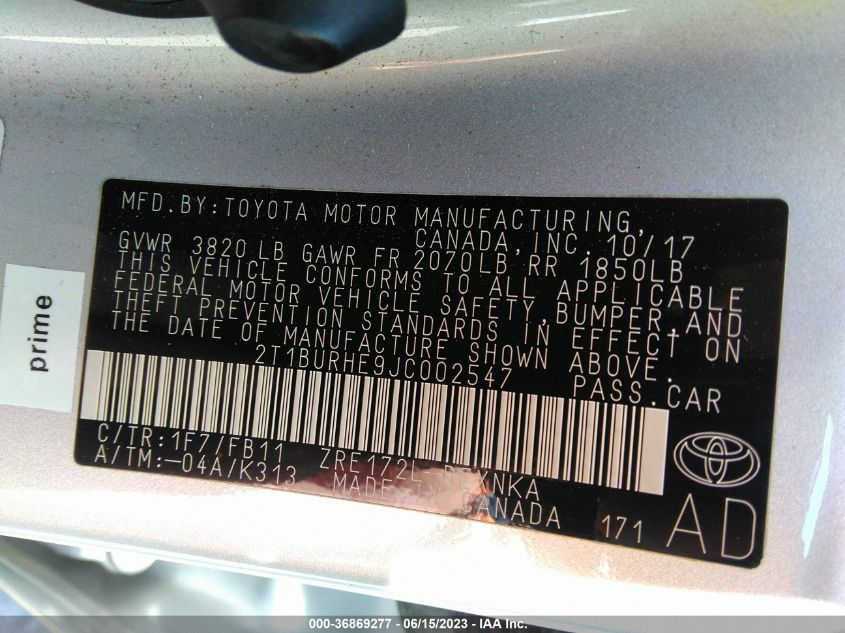 MFD.BY:TOYOTA MOTOR MANUFACTURING,
CANADA, INC. 10/17
GVWR 3820 LB GAWR FR 2070LB RR 1850LB
THIS VEHICLE CONFORMS TO ALL APPLICABLE
FEDERAL MOTOR VEHICLE SAFETY, BUMPER, AND
THEFT PREVENTION STANDARDS IN EFFECT ON
THE DATE OF MANUFACTURE SHOWN ABOVE.
2T1BURHE9JC002547 PASS.CAR
C/TR:1F7/FB11 ZRE172L
A/TM:-04A/K313 MADE IN CANADA 171
AD
prime
000-36869277 - 06/15/2023 - IAA Inc.